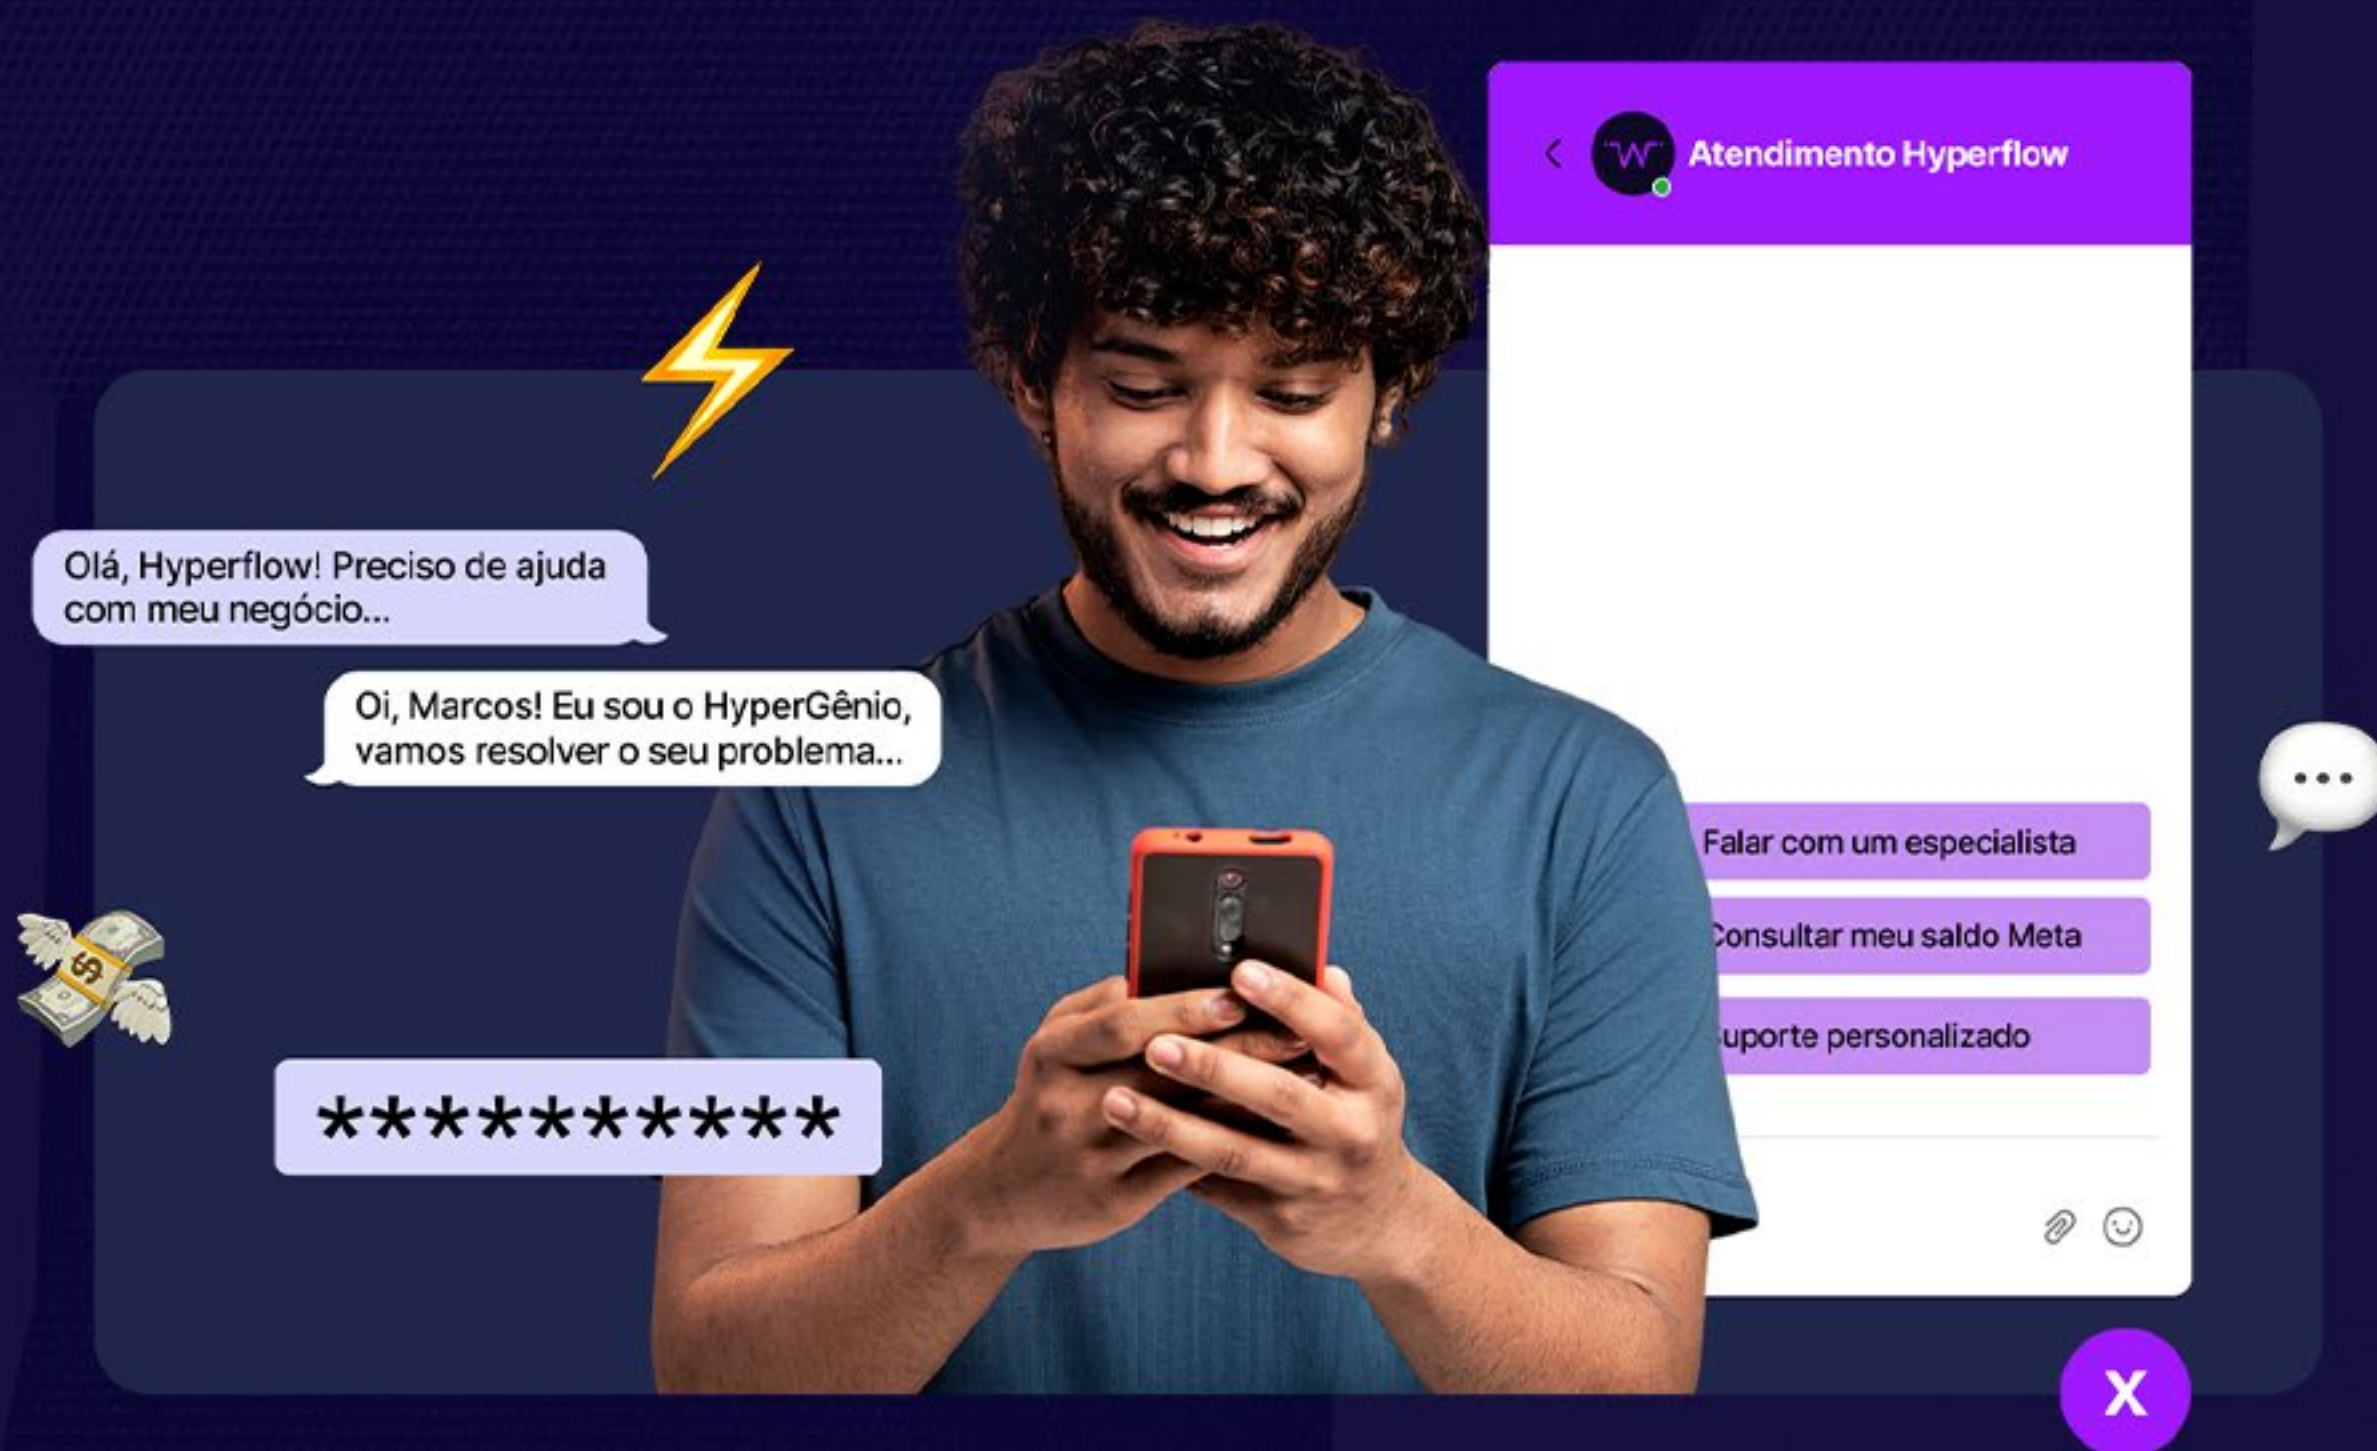 Atendimento Hyperflow
Olá, Hyperflow! Preciso de ajuda
com meu negócio...
Oi, Marcos! Eu sou o HyperGênio,
vamos resolver o seu problema...
Falar com um especialista
Consultar meu saldo Meta
uporte personalizado
**********
X